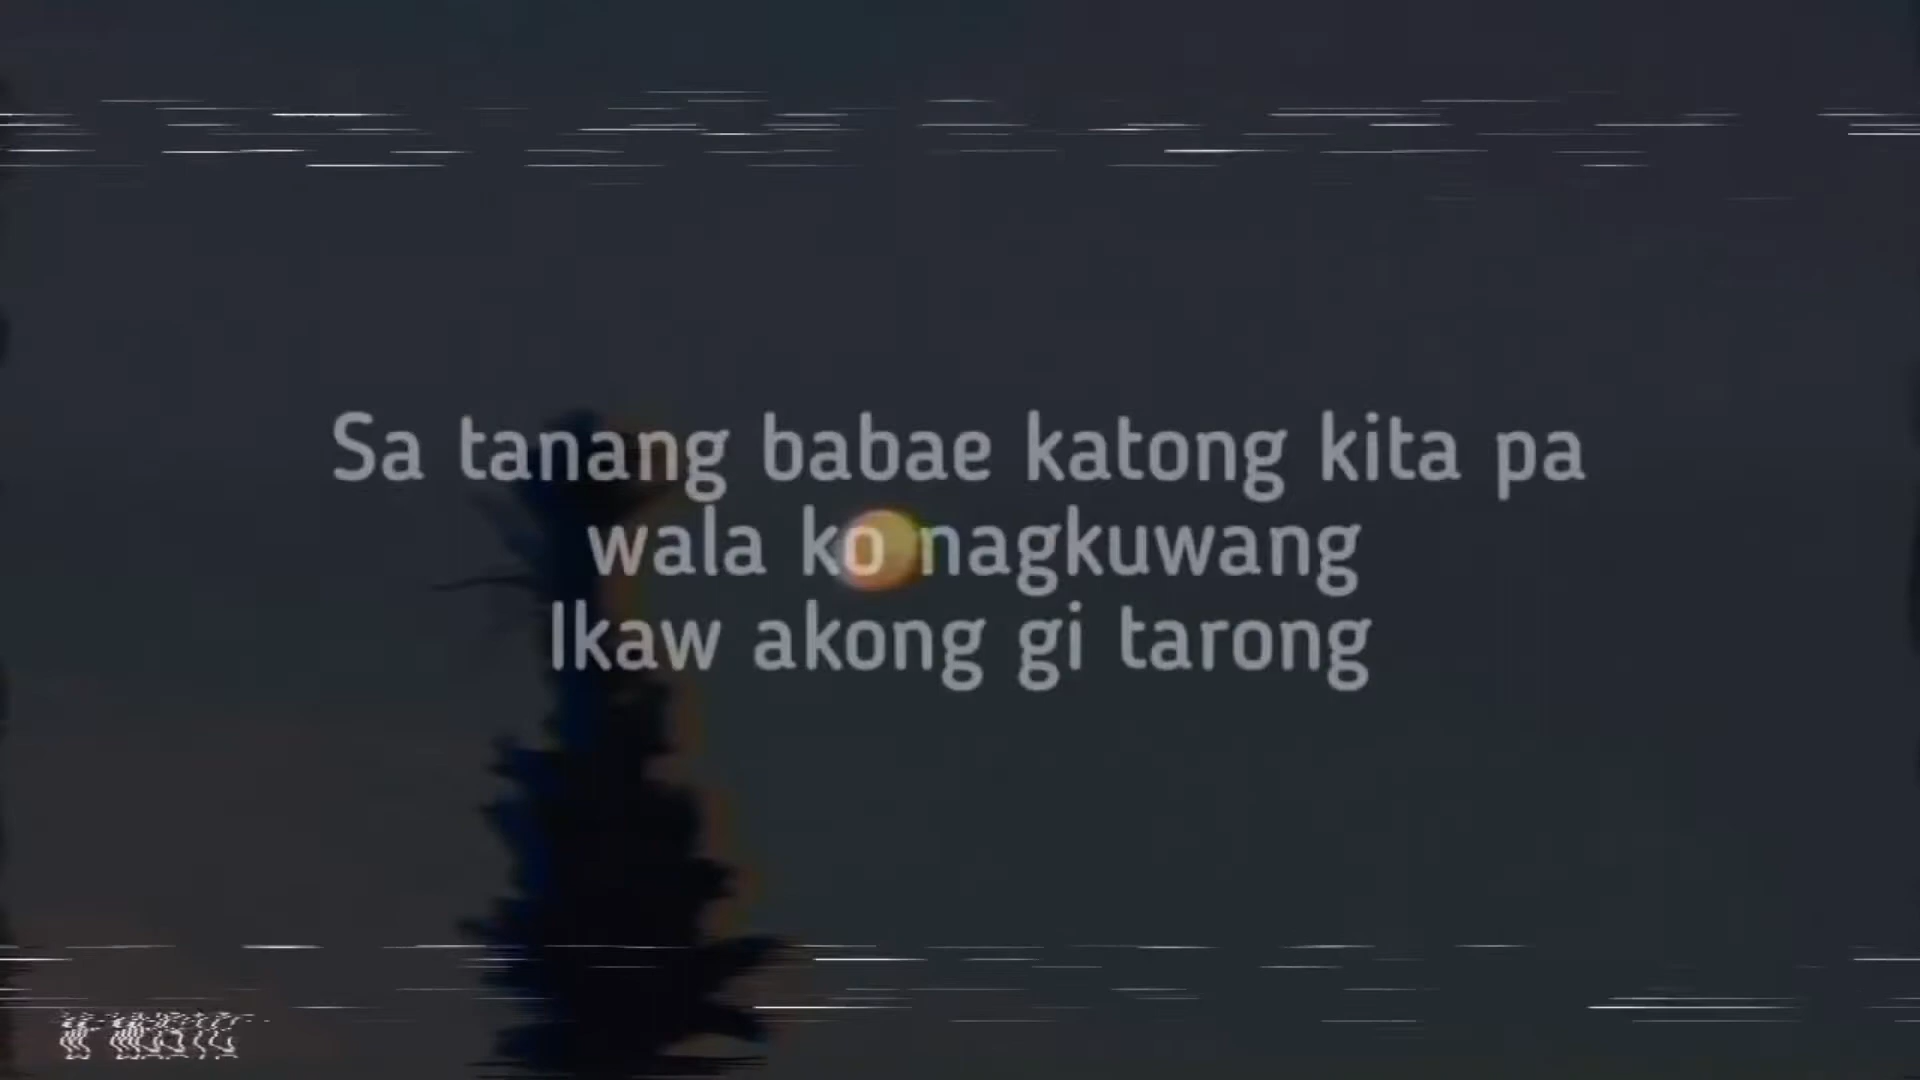 Sa tanang babae katong kita pa
wala ko nagkuwang
Ikaw akong gi tarong